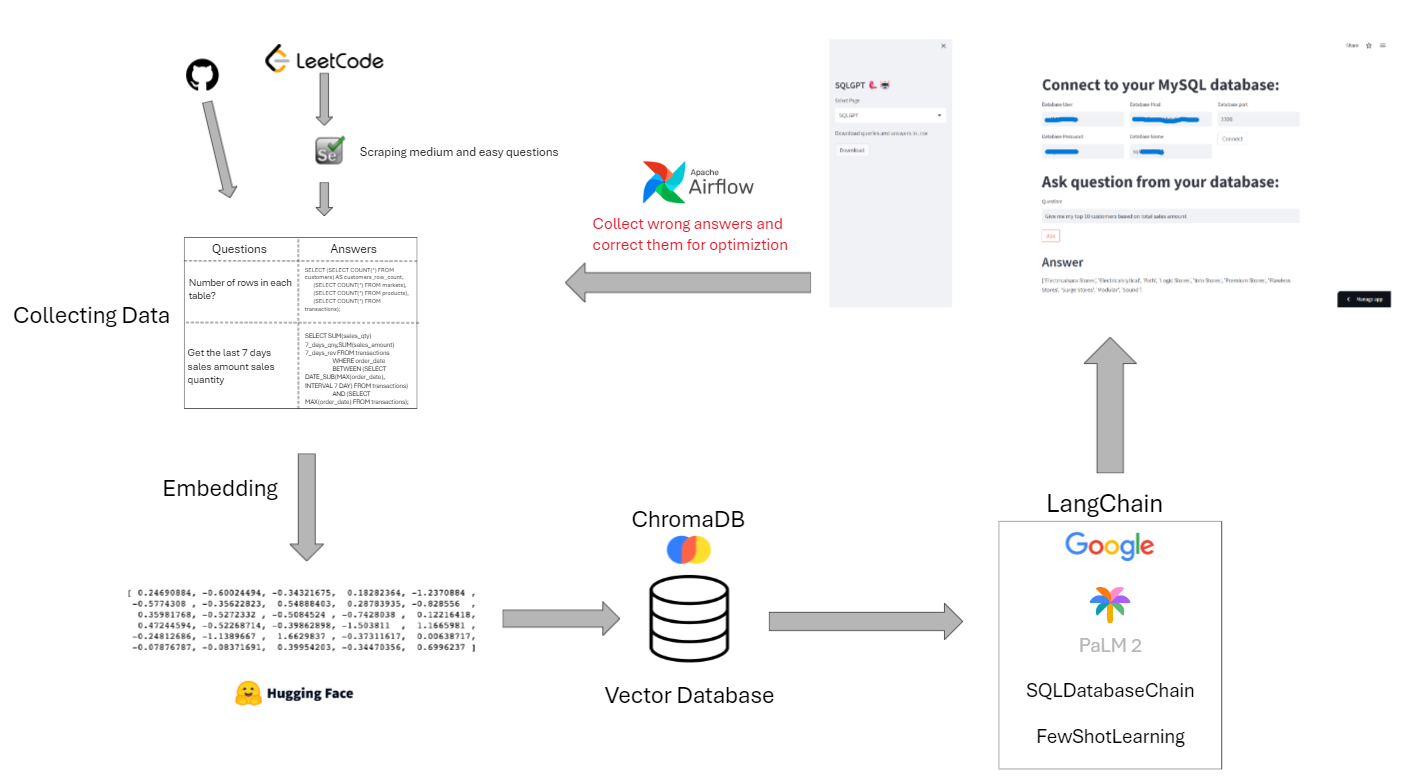 LeetCode
Se
Scraping medium and easy questions
Questions
Answers
Number of rows in each
table?
SELECT (SELECT COUNT(*) FROM
customers) AS customers_row_count,
(SELECT COUNT(*) FROM markets),
(SELECT COUNT(*) FROM products),
(SELECT COUNT(*) FROM
transactions);
Get the last 7 days
sales amount sales
quantity
SELECT SUM(sales_qty)
7_days_qny,SUM(sales_amount)
7_days_rev FROM transactions
WHERE order_date
BETWEEN (SELECT
DATE_SUB(MAX(order_date),
INTERVAL 7 DAY) FROM transactions)
AND (SELECT
MAX(order_date) FROM transactions);
Collecting Data
Apache
Airflow
Collect wrong answers and
correct them for optimiztion
SQLGPT
Select Page
SQLGPT
Download queries and answers in .csv
Download
Share
Connect to your MySQL database:
Database User
Database Host
Database port
3306
Database Password
Database Name
Connect
Ask question from your database:
Question
Give me my top 10 customers based on total sales amount
Ask
Answer
['Electricalsara Stores', 'Electricalslytical', 'Path', 'Logic Stores', 'Premium Stores', 'Flawless
Stores', 'Surge Stores', 'Modular', 'Sound']
Manage app
Embedding
[ 0.24690884, -0.60024494, -0.34321675, 0.18282364, -1.2370884 ,
-0.5774308 , -0.35622823, 0.54888403, 0.28783935, -0.828556 ,
0.35981768, -0.5272332 , -0.5084524 , -0.7428038 , 0.12216418,
0.47244594, -0.52268714, -0.39862898, -1.503811 , 1.1665981 ,
-0.24812686, -1.1389667 , 1.6629837 , -0.37311617, 0.00638717,
-0.07876787, -0.08371691, 0.39954203, -0.34470356, 0.6996237 ]
Hugging Face
ChromaDB
Vector Database
LangChain
Google
PaLM 2
SQLDatabaseChain
FewShotLearning